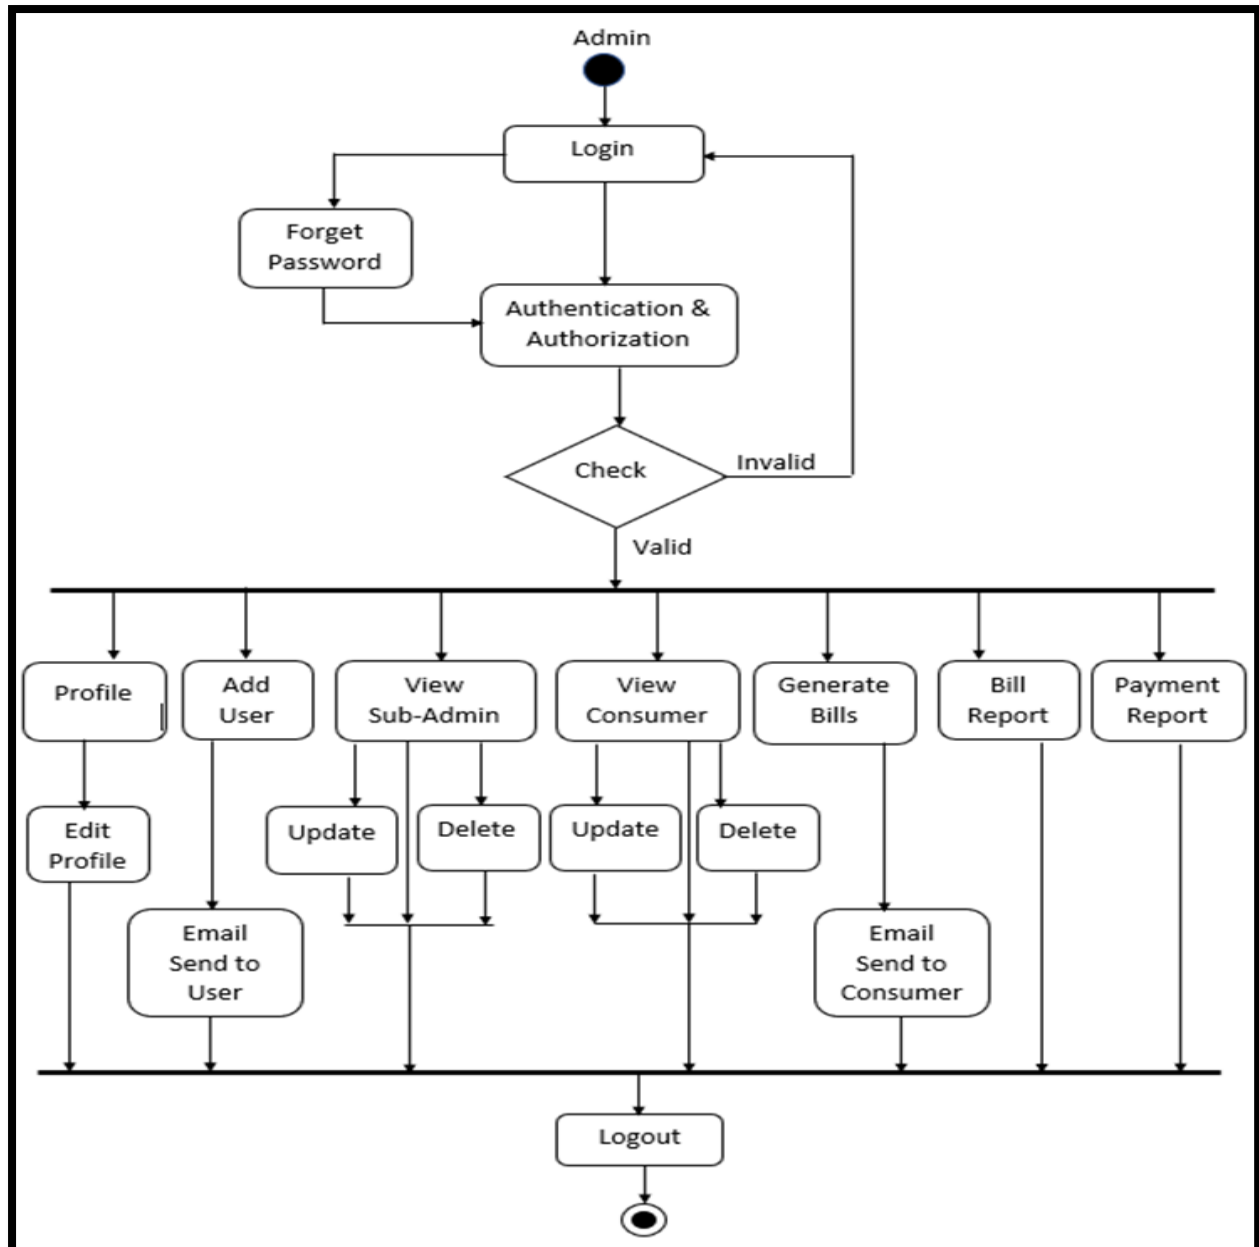 Admin
Login
Forget
Password
Authentication &
Authorization
Check
Invalid
Valid
Profile
Add
User
View
Sub-Admin
View
Consumer
Generate
Bills
Bill
Report
Payment
Report
Edit
Profile
Update
Delete
Update
Delete
Email
Send to
User
Email
Send to
Consumer
Logout